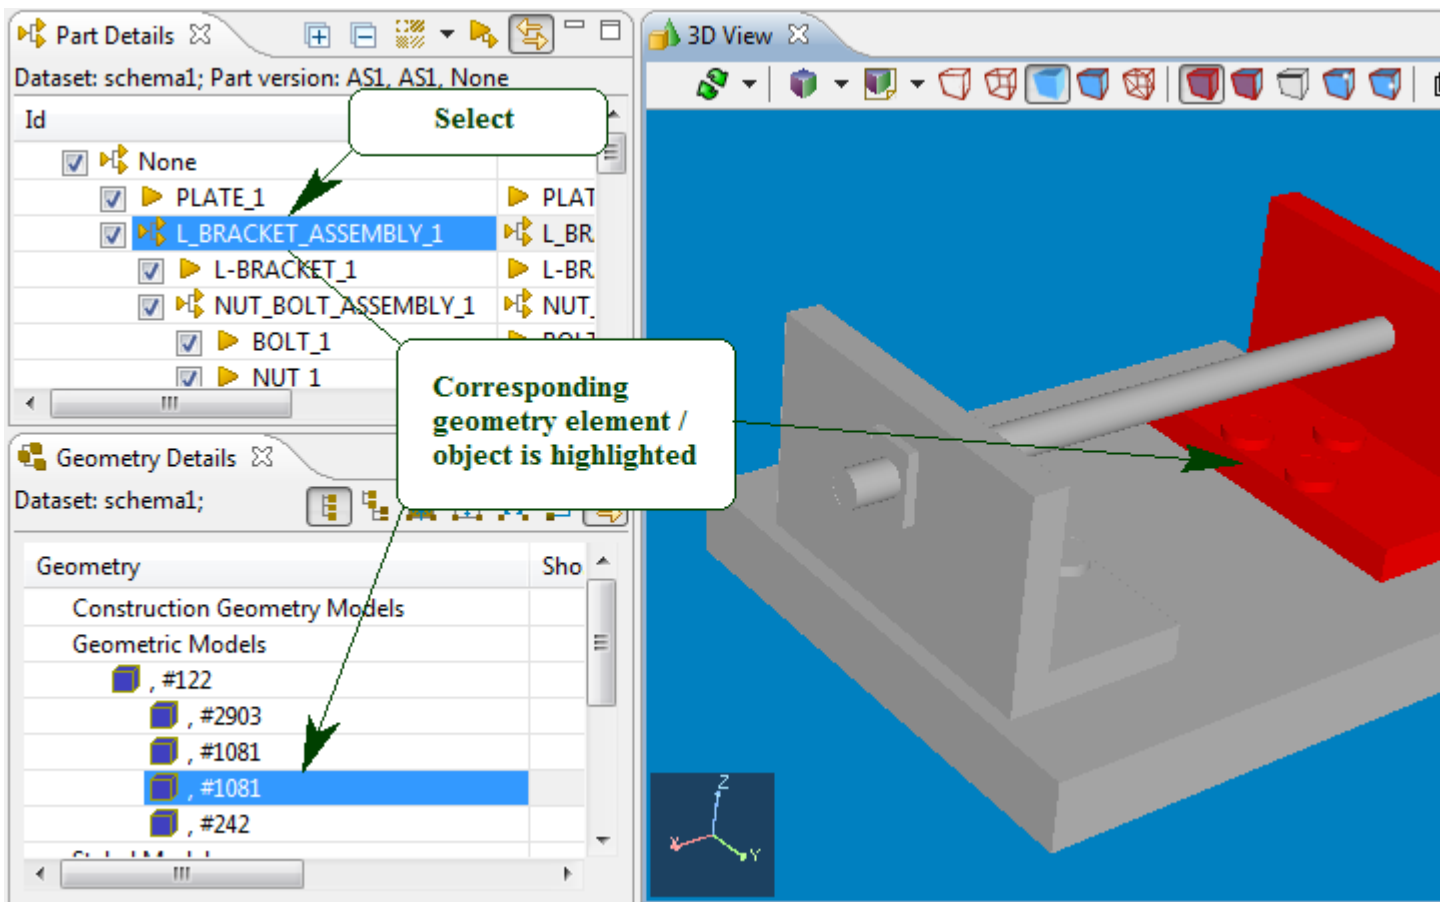 Part Details
Dataset: schema1; Part version: AS1, AS1, None
Id
None
PLATE_1 PLAT
L_BRACKET_ASSEMBLY_1 L_BR
L-BRACKET_1 L-BR
NUT_BOLT_ASSEMBLY_1 NUT_
BOLT_1
NUT 1
Select
Corresponding
geometry element /
object is highlighted
Geometry Details
Dataset: schema1;
Geometry Sho
Construction Geometry Models
Geometric Models
, #122
, #2903
, #1081
, #1081
, #242
3D View
Z
X
Y